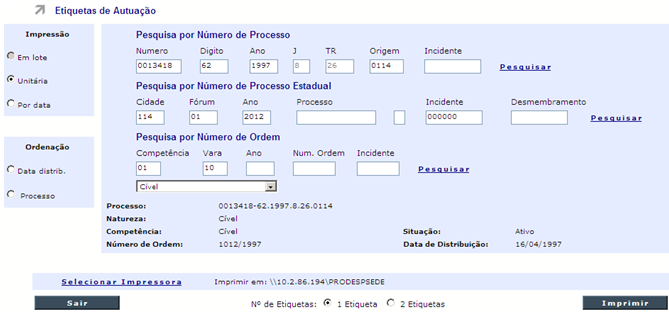 Etiquetas de Autuação
Impressão
Em lote
Unitária
Por data
Ordenação
Data distrib.
Processo
Pesquisa por Número de Processo
Numero Digito Ano J TR Origem Incidente
0013418 62 1997 8 26 0114 Pesquisar
Pesquisa por Número de Processo Estadual
Cidade Fórum Ano Processo Incidente Desmembramento
114 01 2012 000000 Pesquisar
Pesquisa por Número de Ordem
Competência Vara Ano Num. Ordem Incidente
01 10 Pesquisar
Cível
Processo: 0013418-62.1997.8.26.0114
Natureza: Cível
Competência: Cível Situação: Ativo
Número de Ordem: 1012/1997 Data de Distribuição: 16/04/1997
Selecionar Impressora Imprimir em: \\10.2.86.194\PRODESPSEDE
Sair Nº de Etiquetas: 1 Etiqueta 2 Etiquetas Imprimir